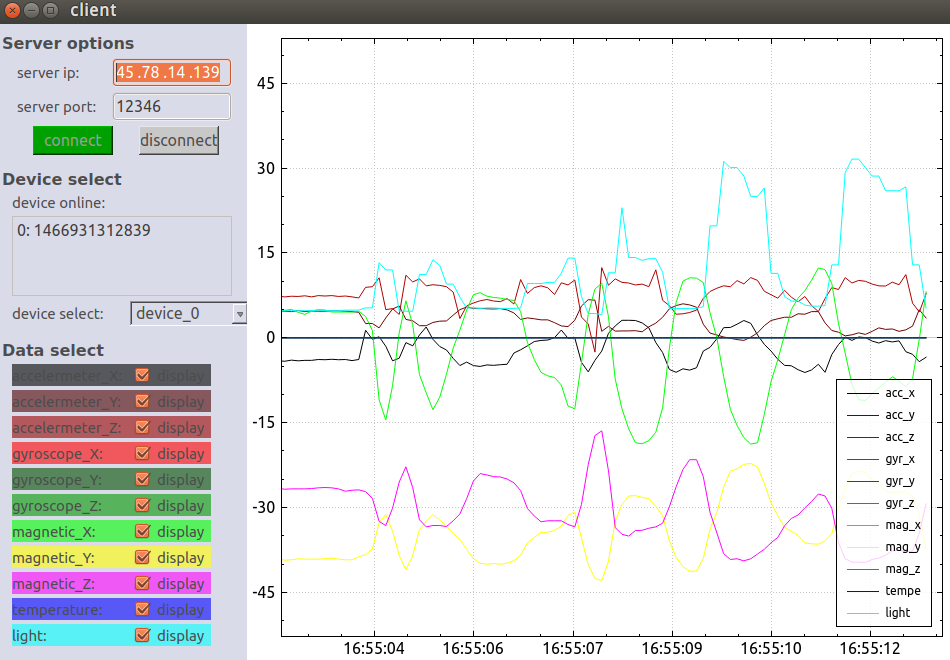 client
Server options
server ip: 45.78.14.139
server port: 12346
connect disconnect
Device select
device online:
0: 1466931312839
device select: device_0
Data select
accelermeter_X: display
accelermeter_Y: display
accelermeter_Z: display
gyroscope_X: display
gyroscope_Y: display
gyroscope_Z: display
magnetic_X: display
magnetic_Y: display
magnetic_Z: display
temperature: display
light: display
45
30
15
0
-15
-30
-45
16:55:04 16:55:06 16:55:07 16:55:09 16:55:10 16:55:12
acc_x
acc_y
acc_z
gyr_x
gyr_y
gyr_z
mag_x
mag_y
mag_z
tempe
light